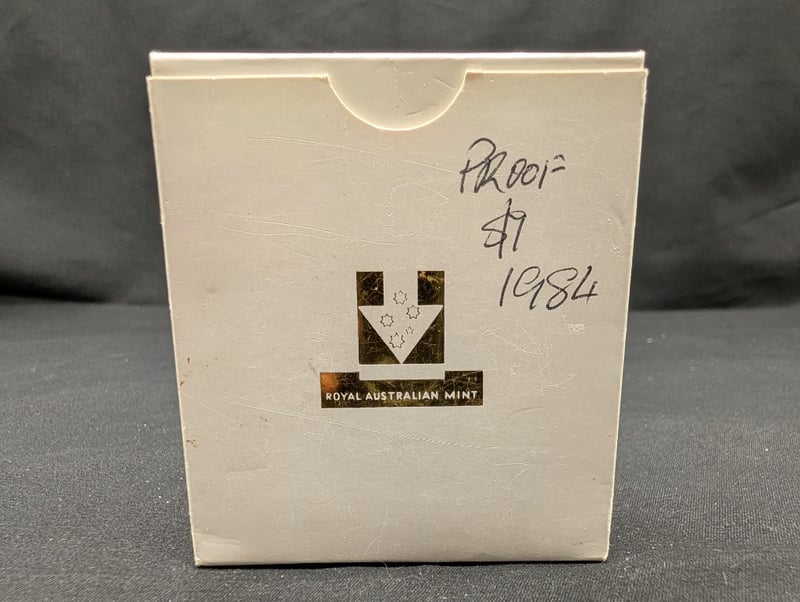 PROOF
$1
1984
ROYAL AUSTRALIAN MINT